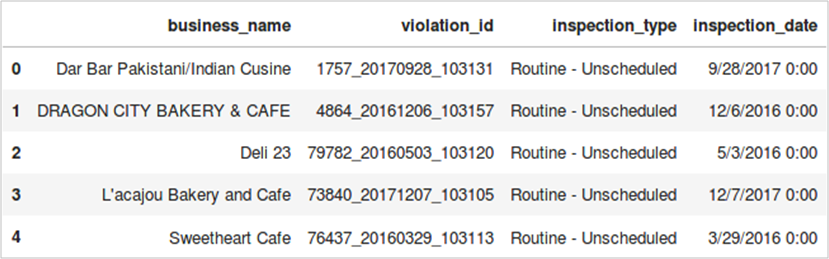 business_name violation_id inspection_type inspection_date
0 Dar Bar Pakistani/Indian Cusine 1757_20170928_103131 Routine - Unscheduled 9/28/2017 0:00
1 DRAGON CITY BAKERY & CAFE 4864_20161206_103157 Routine - Unscheduled 12/6/2016 0:00
2 Deli 23 79782_20160503_103120 Routine - Unscheduled 5/3/2016 0:00
3 L'acajou Bakery and Cafe 73840_20171207_103105 Routine - Unscheduled 12/7/2017 0:00
4 Sweetheart Cafe 76437_20160329_103113 Routine - Unscheduled 3/29/2016 0:00